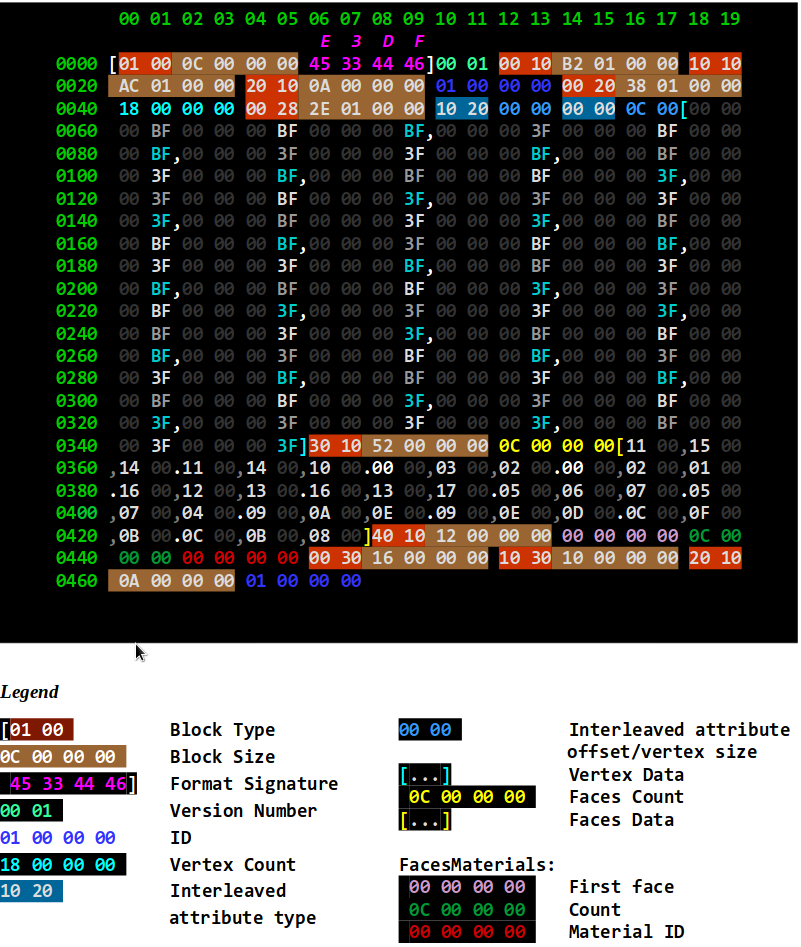 00 01 02 03 04 05 06 07 08 09 10 11 12 13 14 15 16 17 18 19
E 3 D F
0000 [01 00 0C 00 00 00 45 33 44 46]00 01 00 10 B2 01 00 00 10 10
0020 AC 01 00 00 20 10 0A 00 00 00 01 00 00 00 00 20 38 01 00 00
0040 18 00 00 00 00 28 2E 01 00 00 10 20 00 00 00 00 0C 00[00 00
0060 00 BF 00 00 00 BF 00 00 00 BF,00 00 00 3F 00 00 00 BF 00 00
0080 00 BF,00 00 00 3F 00 00 00 3F 00 00 00 BF,00 00 00 3F 00 00
0100 00 3F 00 00 00 BF,00 00 00 BF 00 00 00 BF 00 00 00 3F,00 00
0120 00 3F 00 00 00 BF 00 00 00 3F,00 00 00 3F 00 00 00 BF 00 00
0140 00 3F,00 00 00 BF 00 00 00 3F 00 00 00 3F,00 00 00 BF 00 00
0160 00 BF 00 00 00 BF,00 00 00 3F 00 00 00 BF 00 00 00 BF,00 00
0180 00 3F 00 00 00 3F 00 00 00 BF,00 00 00 3F 00 00 00 3F 00 00
0200 00 BF,00 00 00 3F 00 00 00 3F 00 00 00 3F,00 00 00 BF 00 00
0220 00 BF 00 00 00 3F,00 00 00 3F 00 00 00 BF 00 00 00 3F,00 00
0240 00 BF 00 00 00 3F 00 00 00 3F,00 00 00 BF 00 00 00 BF 00 00
0260 00 BF,00 00 00 3F 00 00 00 BF 00 00 00 BF,00 00 00 3F 00 00
0280 00 3F 00 00 00 BF,00 00 00 BF 00 00 00 3F 00 00 00 BF,00 00
0300 00 BF 00 00 00 BF 00 00 00 3F,00 00 00 BF 00 00 00 BF 00 00
0320 00 3F,00 00 00 3F 00 00 00 BF 00 00 00 3F,00 00 00 BF 00 00
0340 00 3F 00 00 00 3F]30 10 52 00 00 00 0C 00 00 00[11 00,15 00
0360 ,14 00.11 00,14 00,10 00.00 00,03 00,02 00.00 00,02 00,01 00
0380 .16 00,12 00,13 00.16 00,13 00,17 00.05 00,06 00,07 00.05 00
0400 ,07 00,04 00.09 00,0A 00,0E 00.09 00,0E 00,0D 00.0C 00,0F 00
0420 ,0B 00.0C 00,0B 00,08 00]40 10 12 00 00 00 00 00 00 00 0C 00
0440 00 00 00 00 00 00 00 30 16 00 00 00 10 30 10 00 00 00 20 10
0460 0A 00 00 00 01 00 00 00
Legend
[01 00 Block Type
0C 00 00 00 Block Size
45 33 44 46] Format Signature
00 01 Version Number
01 00 00 00 ID
18 00 00 00 Vertex Count
10 20 Interleaved
attribute type
00 00 Interleaved attribute
offset/vertex size
[...] Vertex Data
0C 00 00 00 Faces Count
[...] Faces Data
FacesMaterials:
00 00 00 00 First face
0C 00 00 00 Count
00 00 00 00 Material ID